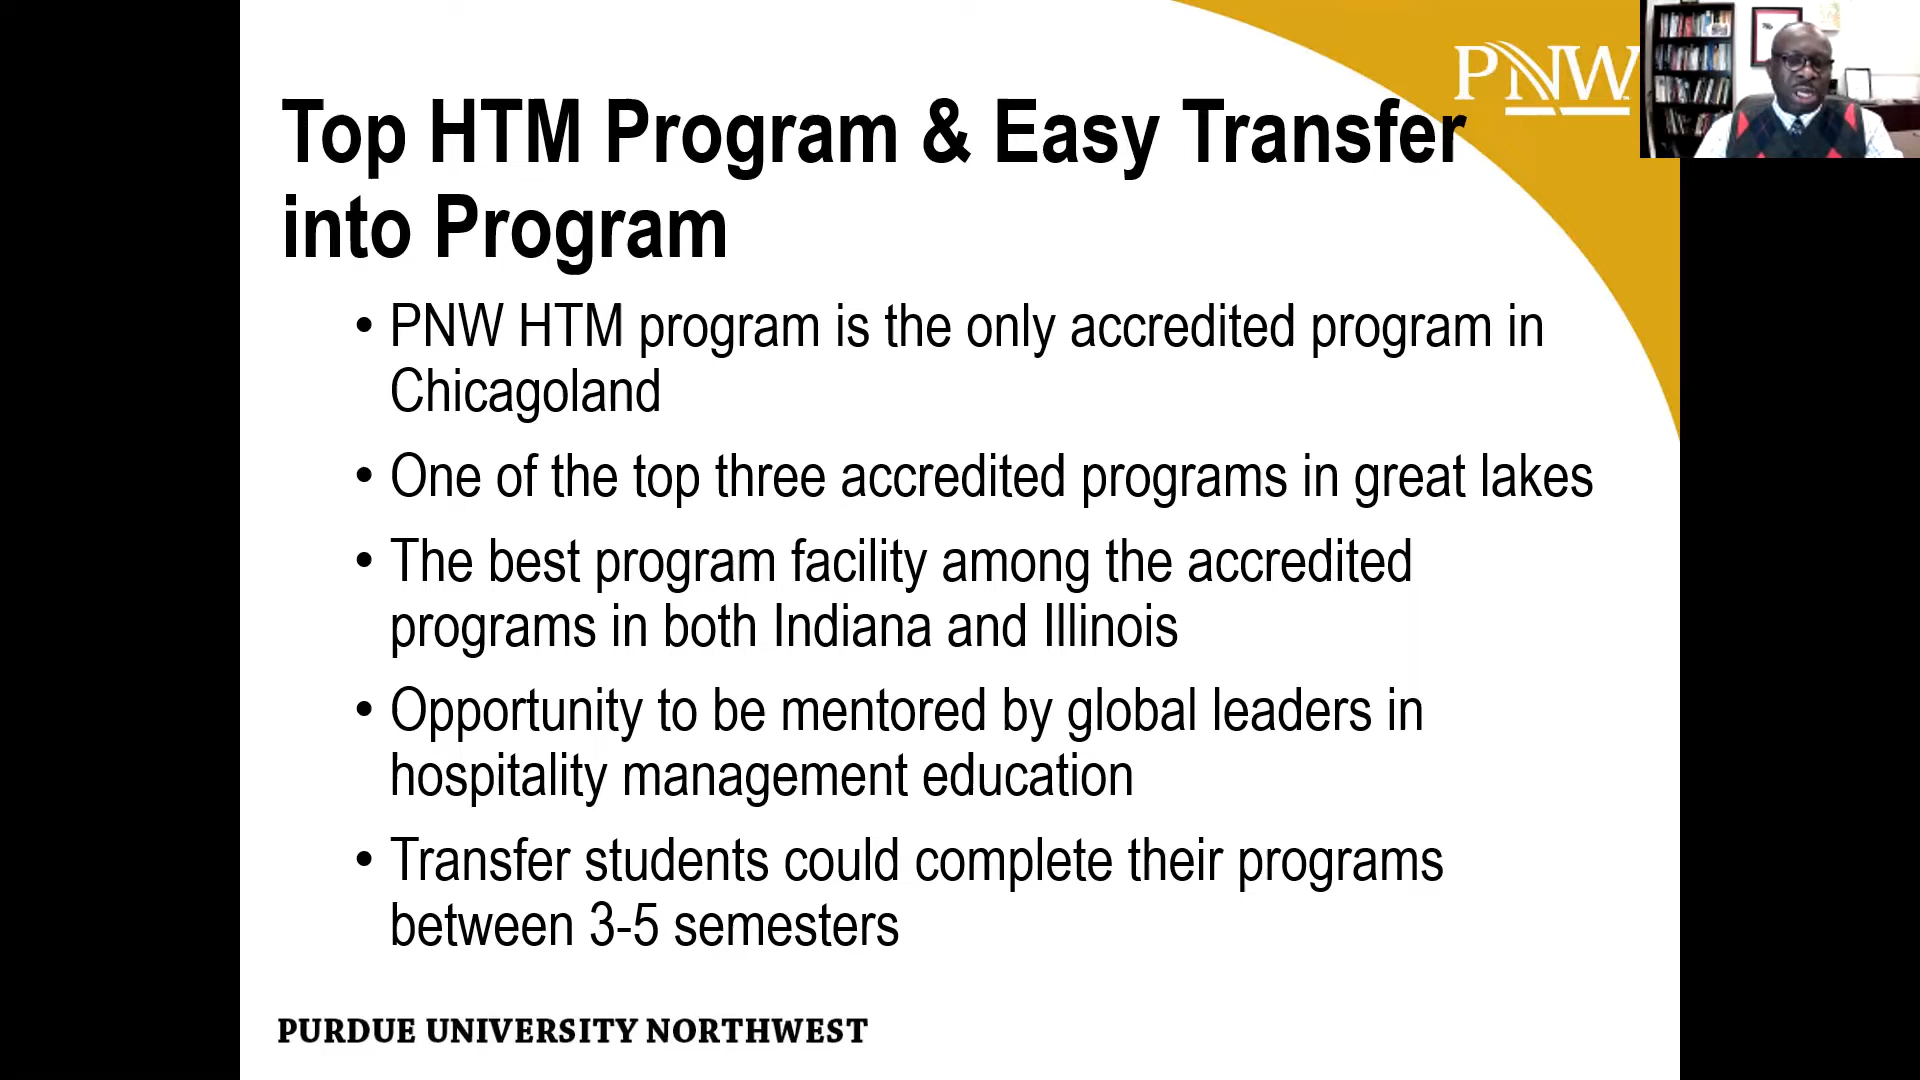 PNW
Top HTM Program & Easy Transfer
into Program
• PNW HTM program is the only accredited program in
Chicagoland
• One of the top three accredited programs in great lakes
• The best program facility among the accredited
programs in both Indiana and Illinois
• Opportunity to be mentored by global leaders in
hospitality management education
• Transfer students could complete their programs
between 3-5 semesters
PURDUE UNIVERSITY NORTHWEST